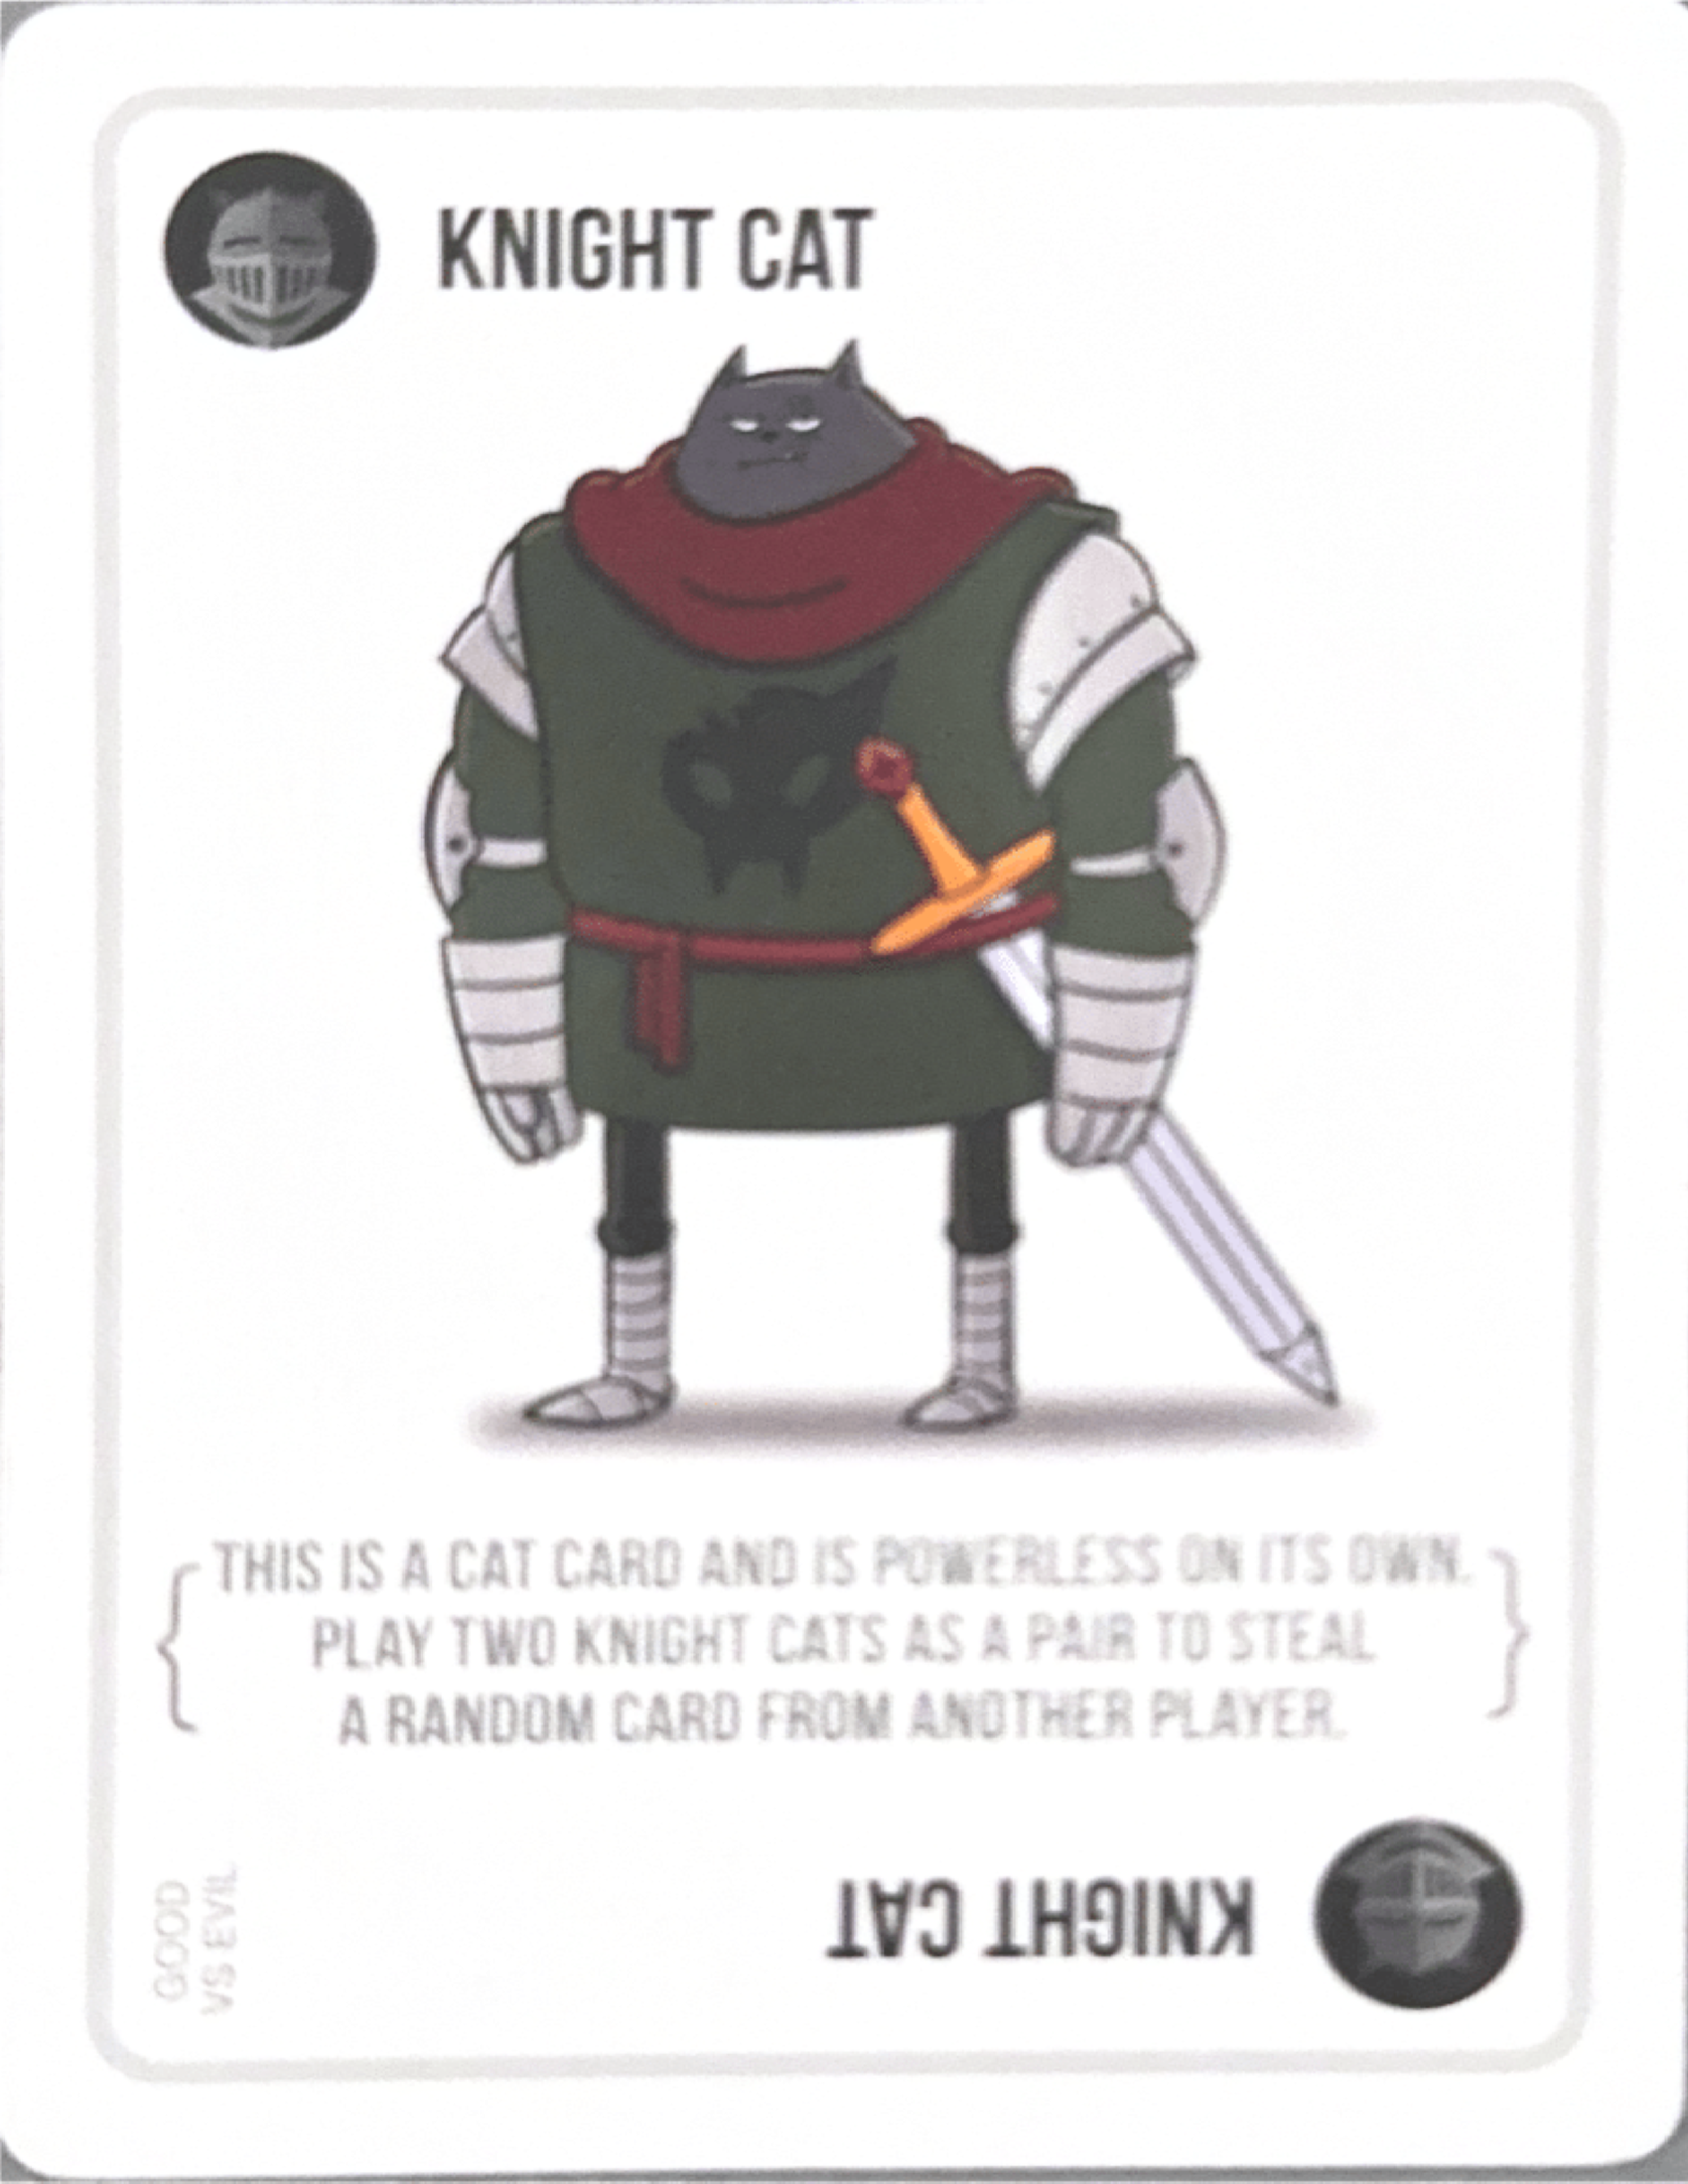 KNIGHT CAT
THIS IS A CAT CARD AND IS POWERLESS ON ITS OWN.
PLAY TWO KNIGHT CATS AS A PAIR TO STEAL
A RANDOM CARD FROM ANOTHER PLAYER.
GOOD
VS EVIL
KNIGHT CAT